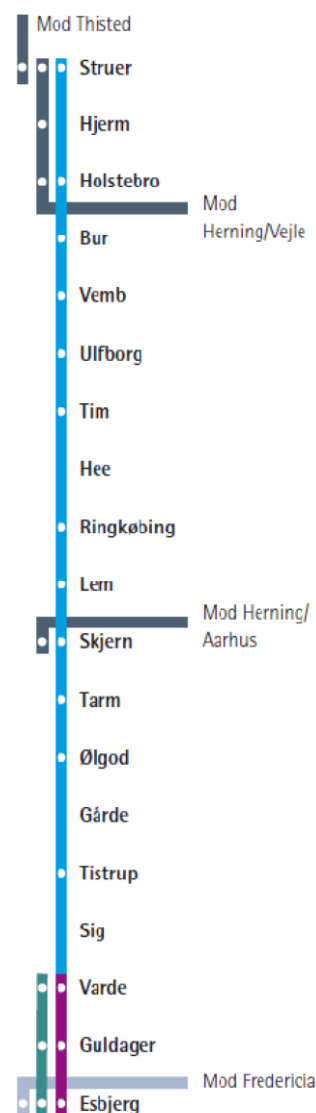 Mod Thisted
Struer
Hjerm
Holstebro
Mod
Herning/Vejle
Bur
Vemb
Ulfborg
Tim
Hee
Ringkøbing
Lem
Mod Herning/
Aarhus
Skjern
Tarm
Ølgod
Gårde
Tistrup
Sig
Varde
Guldager
Mod Fredericia
Esbjerg